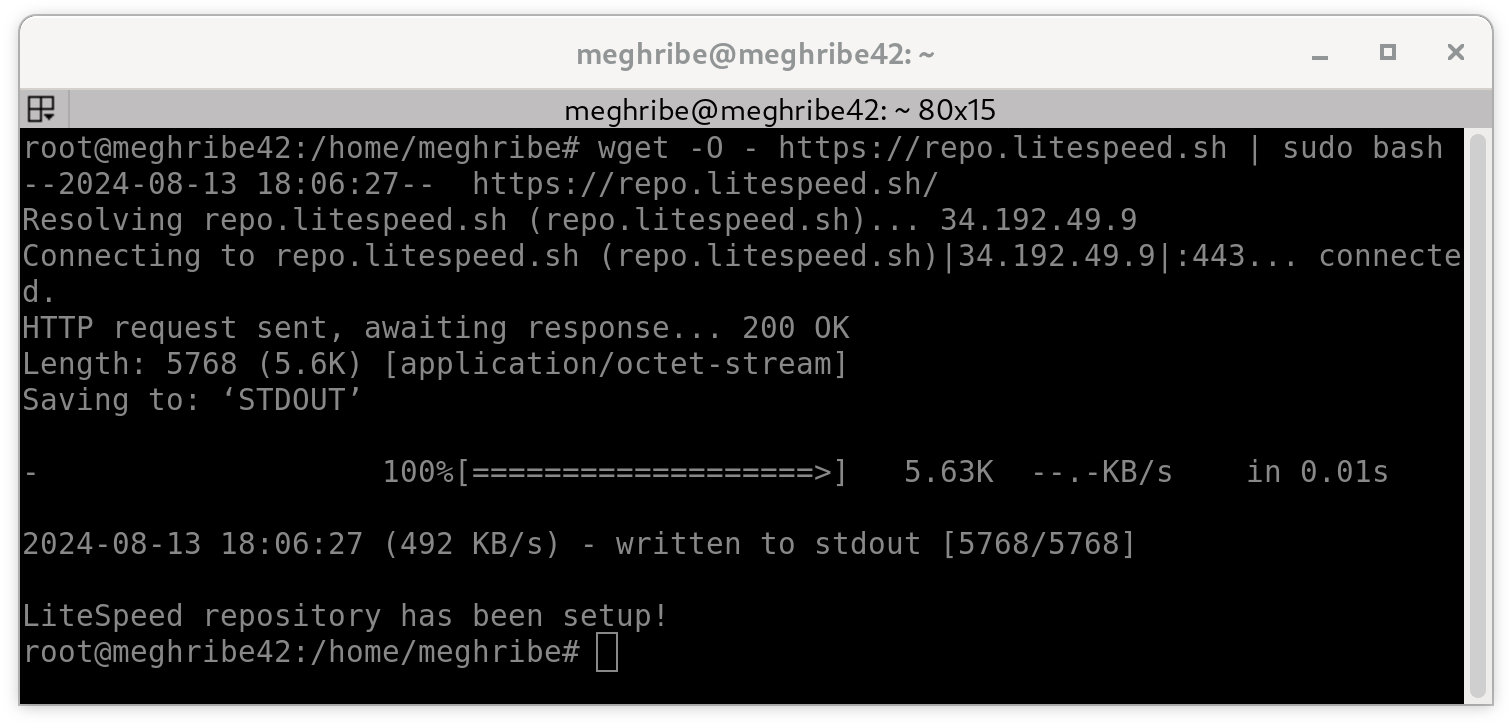 meghribe@meghribe42: ~
meghribe@meghribe42: ~ 80x15
root@meghribe42:/home/meghribe# wget -O - https://repo.litespeed.sh | sudo bash
--2024-08-13 18:06:27--  https://repo.litespeed.sh/
Resolving repo.litespeed.sh (repo.litespeed.sh)... 34.192.49.9
Connecting to repo.litespeed.sh (repo.litespeed.sh)|34.192.49.9|:443... connecte
d.
HTTP request sent, awaiting response... 200 OK
Length: 5768 (5.6K) [application/octet-stream]
Saving to: ‘STDOUT’
-                   100%[===================>]   5.63K  --.-KB/s    in 0.01s
2024-08-13 18:06:27 (492 KB/s) - written to stdout [5768/5768]
LiteSpeed repository has been setup!
root@meghribe42:/home/meghribe#